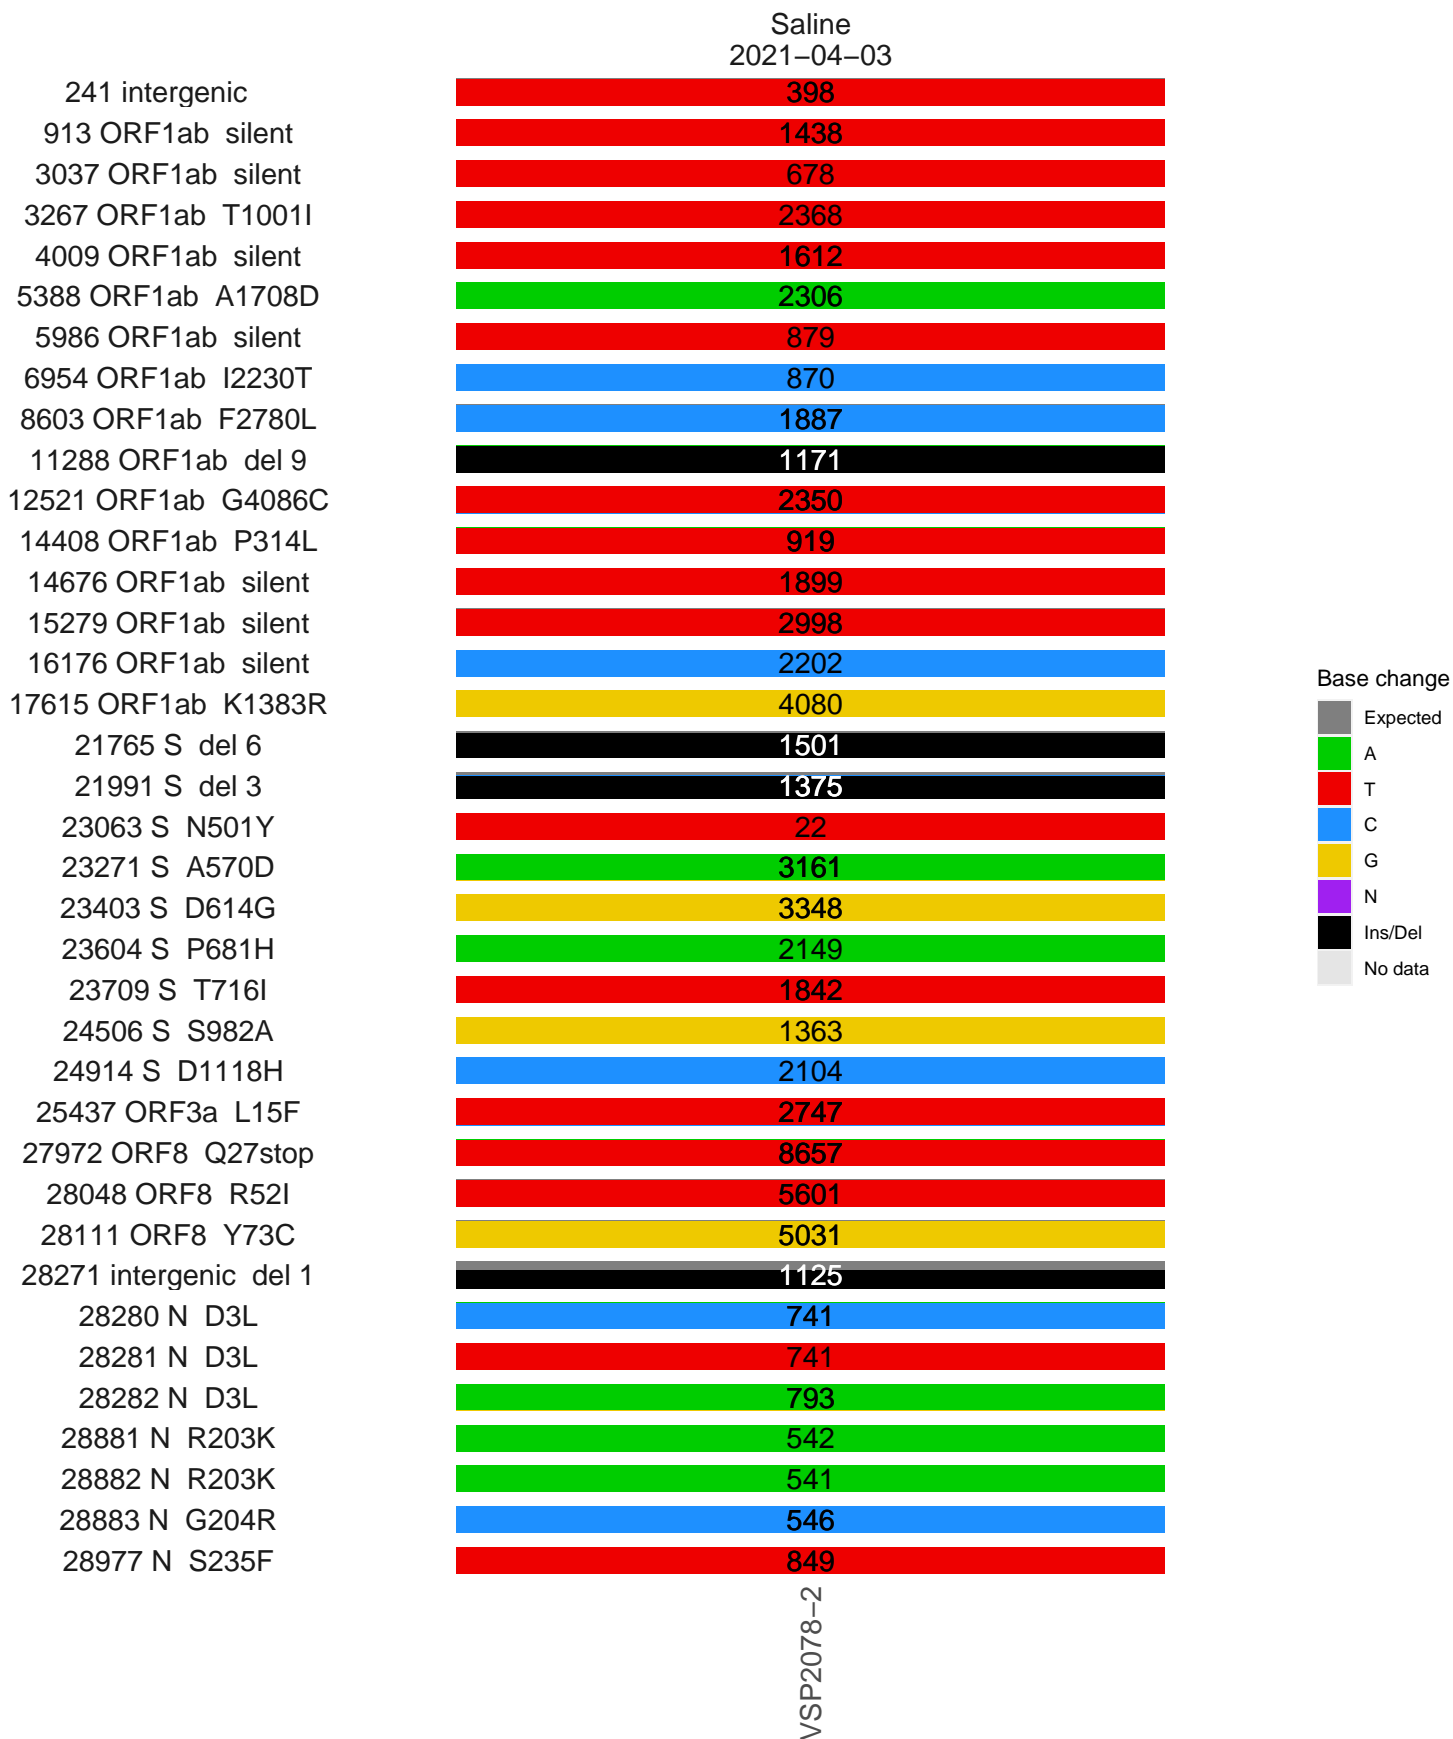 Saline
2021−04−03
241 intergenic 398
913 ORF1ab silent 1438
3037 ORF1ab silent 678
3267 ORF1ab T1001I 2368
4009 ORF1ab silent 1612
5388 ORF1ab A1708D 2306
5986 ORF1ab silent 879
6954 ORF1ab I2230T 870
8603 ORF1ab F2780L 1887
11288 ORF1ab del 9 1171
12521 ORF1ab G4086C 2350
14408 ORF1ab P314L 919
14676 ORF1ab silent 1899
15279 ORF1ab silent 2998
16176 ORF1ab silent 2202
17615 ORF1ab K1383R 4080
21765 S del 6 1501
21991 S del 3 1375
23063 S N501Y 22
23271 S A570D 3161
23403 S D614G 3348
23604 S P681H 2149
23709 S T716I 1842
24506 S S982A 1363
24914 S D1118H 2104
25437 ORF3a L15F 2747
27972 ORF8 Q27stop 8657
28048 ORF8 R52I 5601
28111 ORF8 Y73C 5031
28271 intergenic del 1 1125
28280 N D3L 741
28281 N D3L 741
28282 N D3L 793
28881 N R203K 542
28882 N R203K 541
28883 N G204R 546
28977 N S235F 849
VSP2078−2
Base change
Expected
A
T
C
G
N
Ins/Del
No data